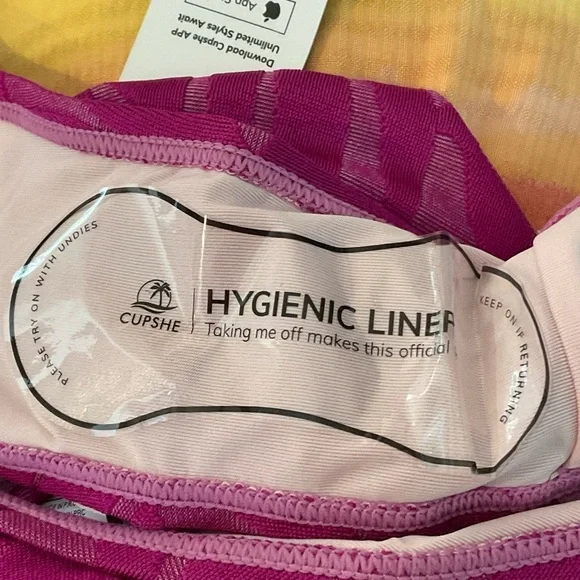 App
Download Cupshe APP
Unlimited Styles Await
PLEASE TRY ON WITH UNDIES
CUPSHE
HYGIENIC LINER
Taking me off makes this official
KEEP ON IF RETURNING